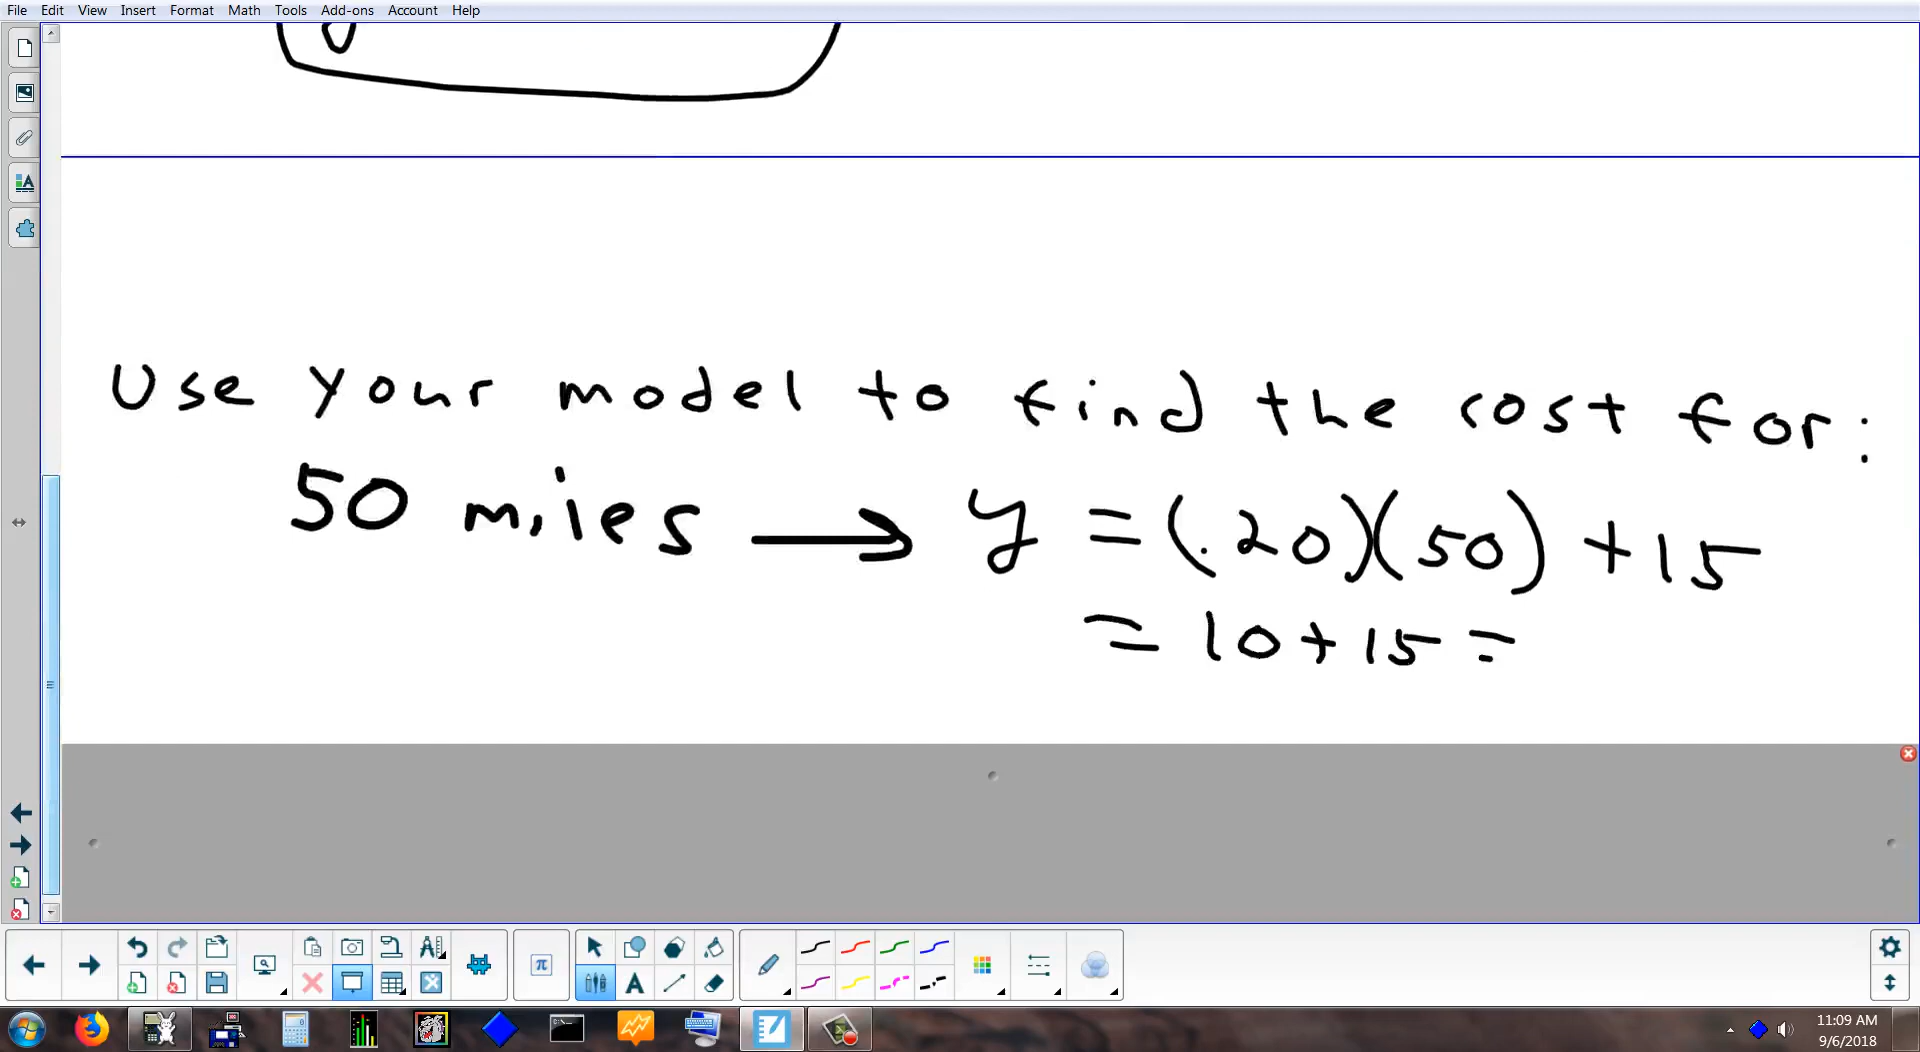 File Edit View Insert Format Math Tools Add-ons Account Help
Use your model to find the cost for:
50 miles → y = (.20)(50) + 15
= 10 + 15 =
11:09 AM
9/6/2018